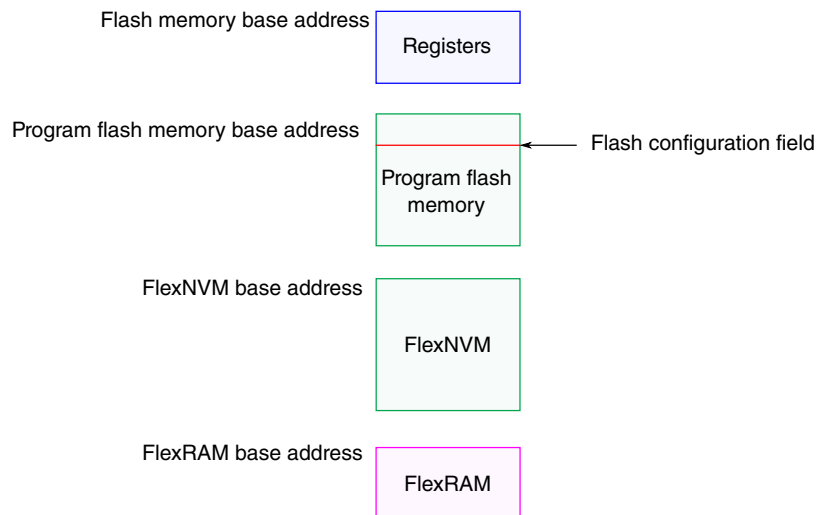 Flash memory base address
Registers
Program flash memory base address
Flash configuration field
Program flash
memory
FlexNVM base address
FlexNVM
FlexRAM base address
FlexRAM